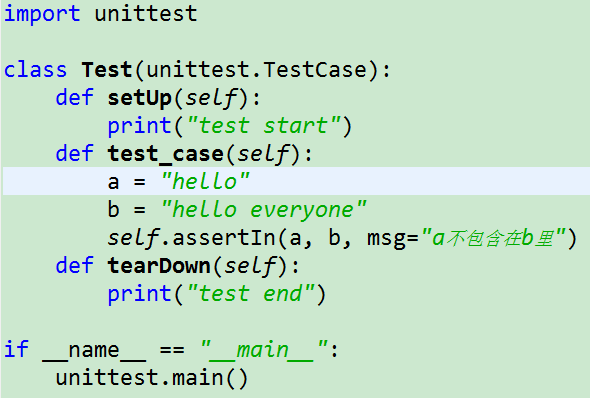 import unittest
class Test(unittest.TestCase):
    def setUp(self):
        print("test start")
    def test_case(self):
        a = "hello"
        b = "hello everyone"
        self.assertIn(a, b, msg="a不包含在b里")
    def tearDown(self):
        print("test end")
if __name__ == "__main__":
    unittest.main()